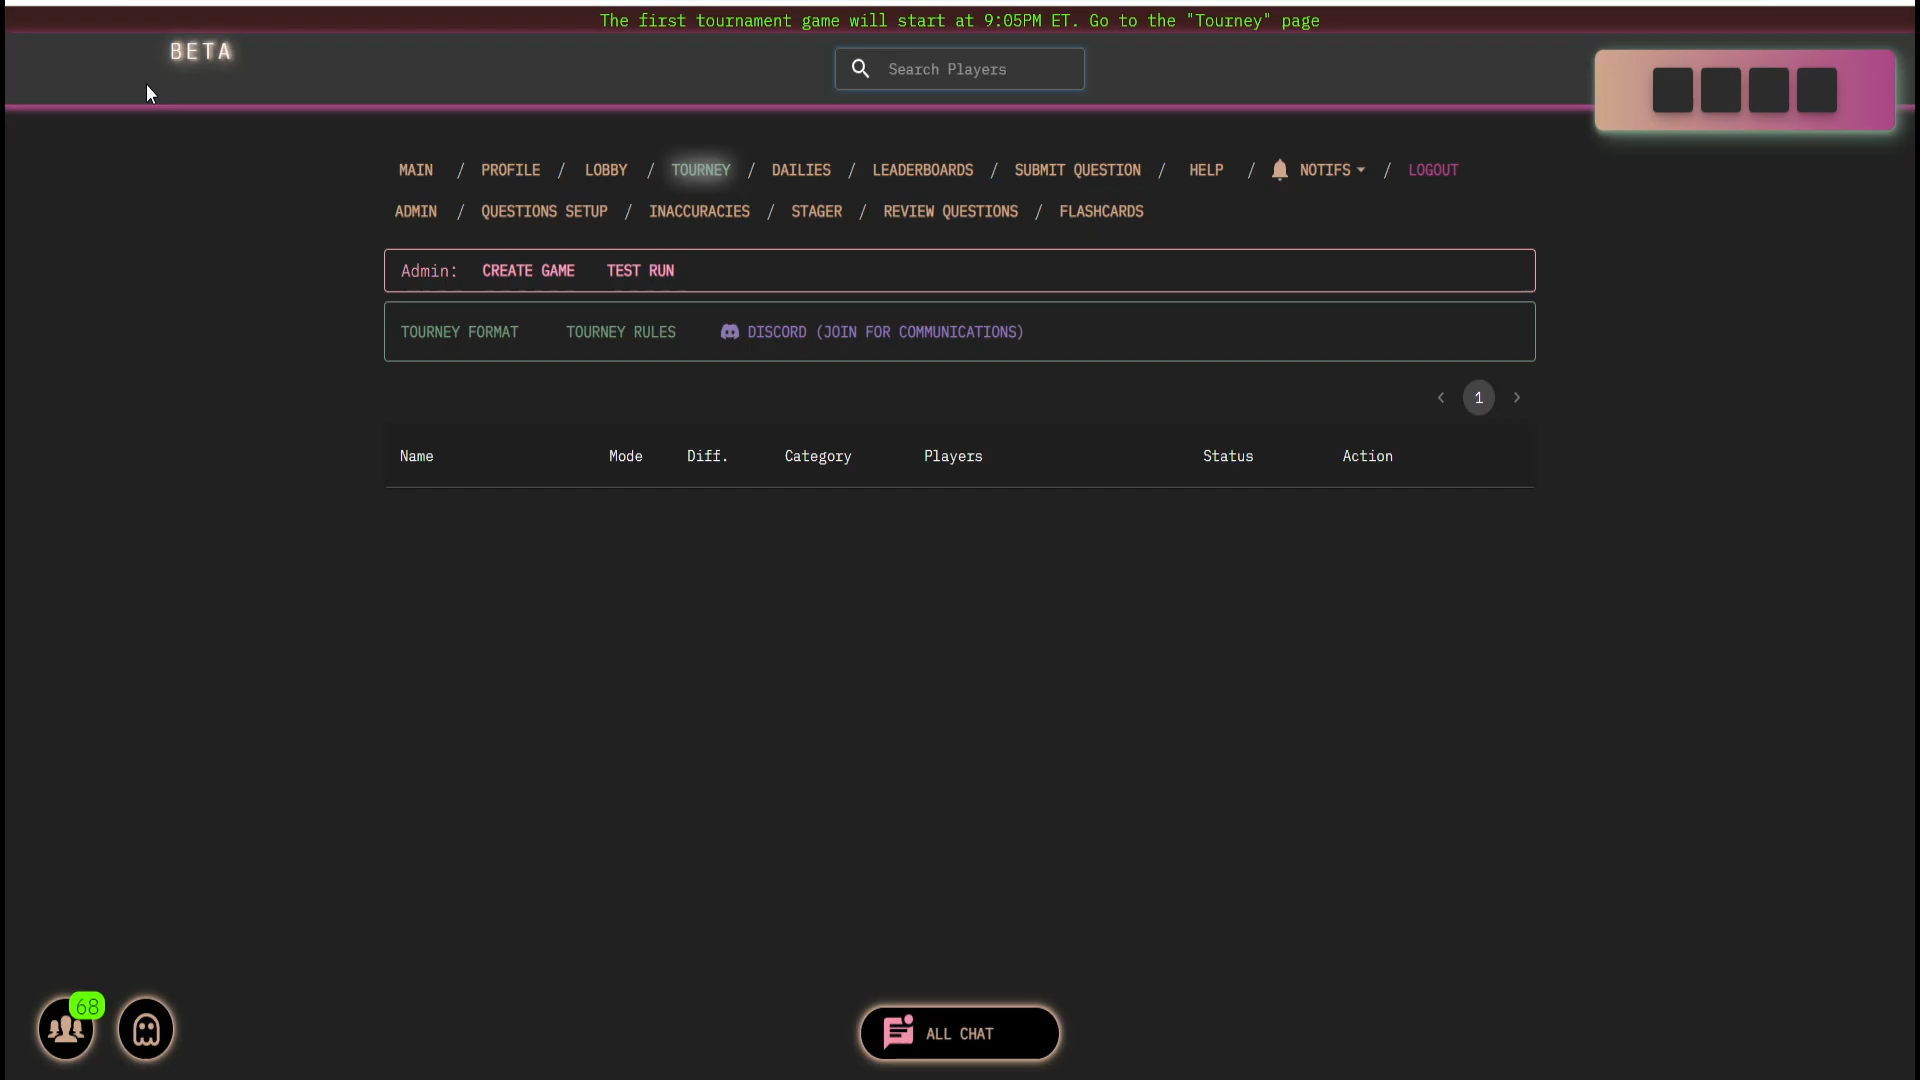 The first tournament game will start at 9:05PM ET. Go to the "Tourney" page
BETA
Search Players
MAIN / PROFILE / LOBBY / TOURNEY / DAILIES / LEADERBOARDS / SUBMIT QUESTION / HELP / NOTIFS / LOGOUT
ADMIN / QUESTIONS SETUP / INACCURACIES / STAGER / REVIEW QUESTIONS / FLASHCARDS
Admin: CREATE GAME TEST RUN
TOURNEY FORMAT TOURNEY RULES DISCORD (JOIN FOR COMMUNICATIONS)
1
Name Mode Diff. Category Players Status Action
68
ALL CHAT